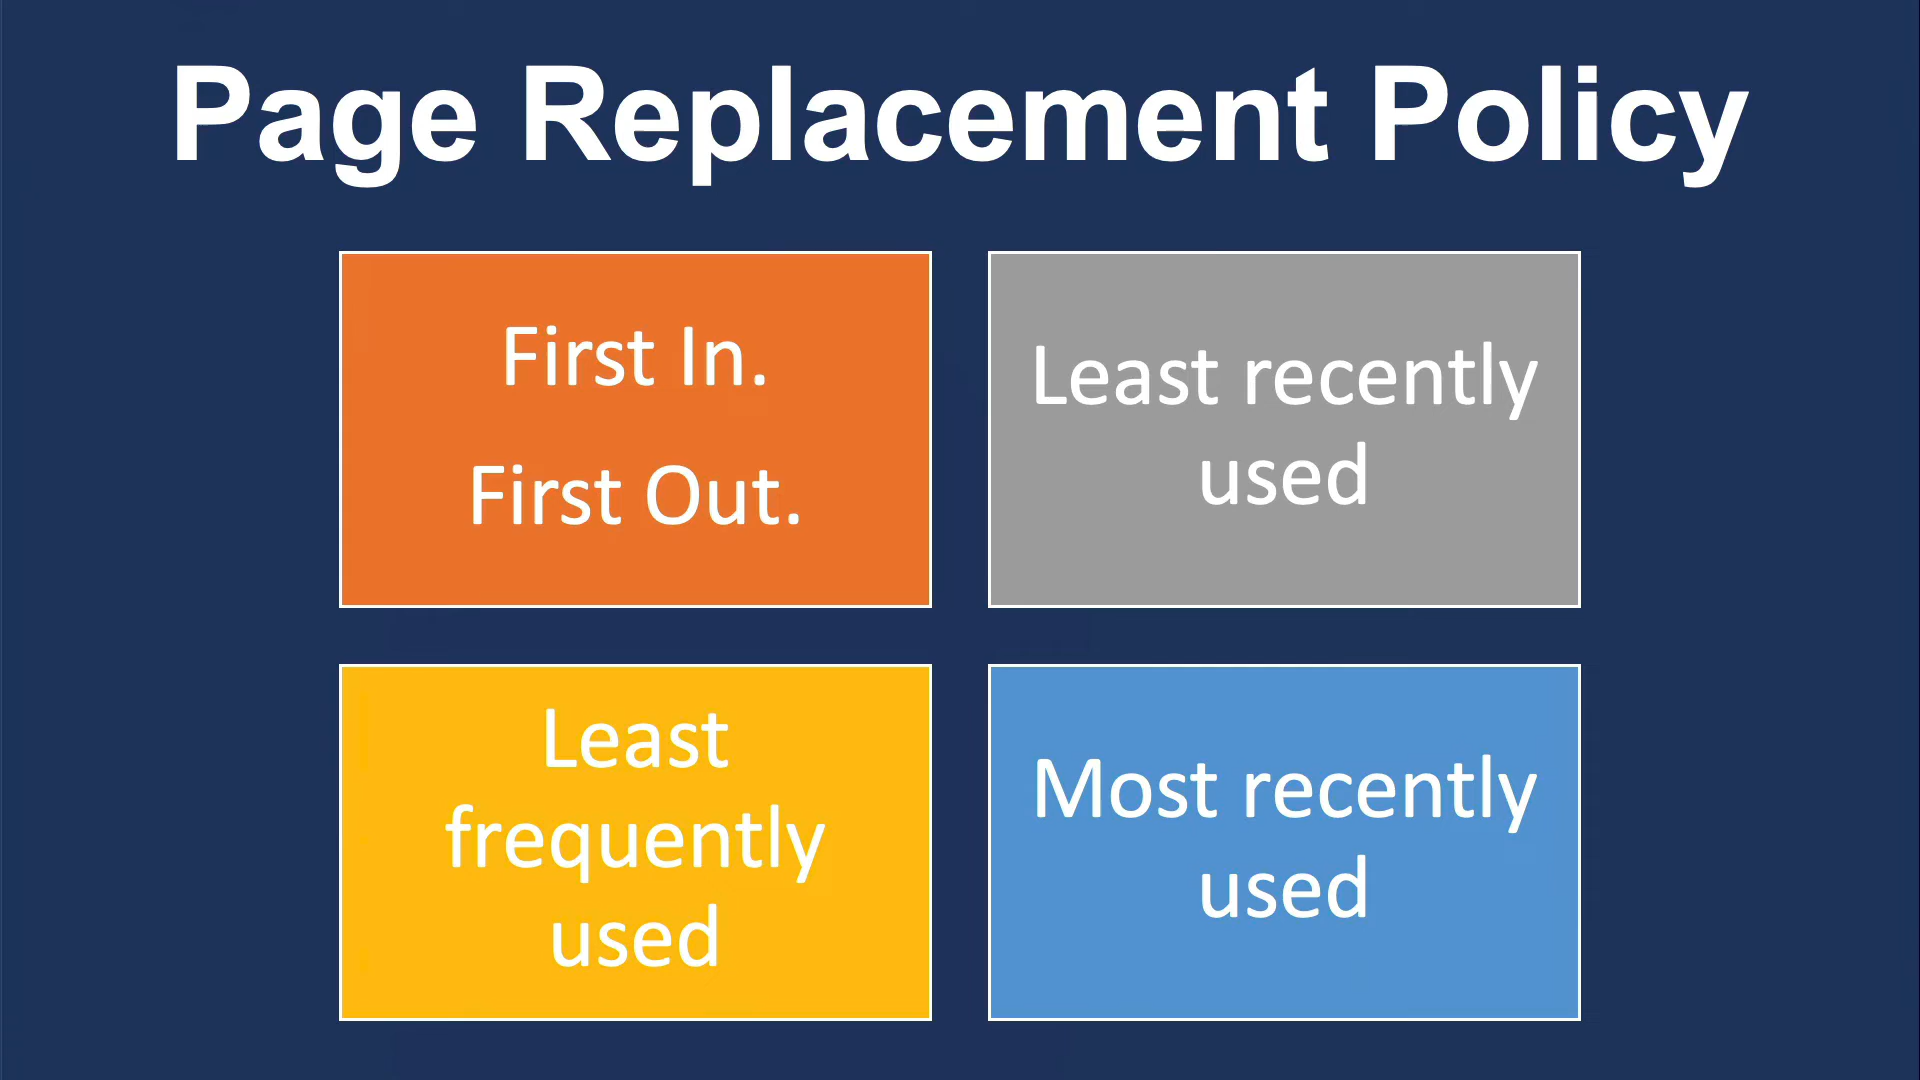 Page Replacement Policy
First In.
First Out.
Least recently
used
Least
frequently
used
Most recently
used